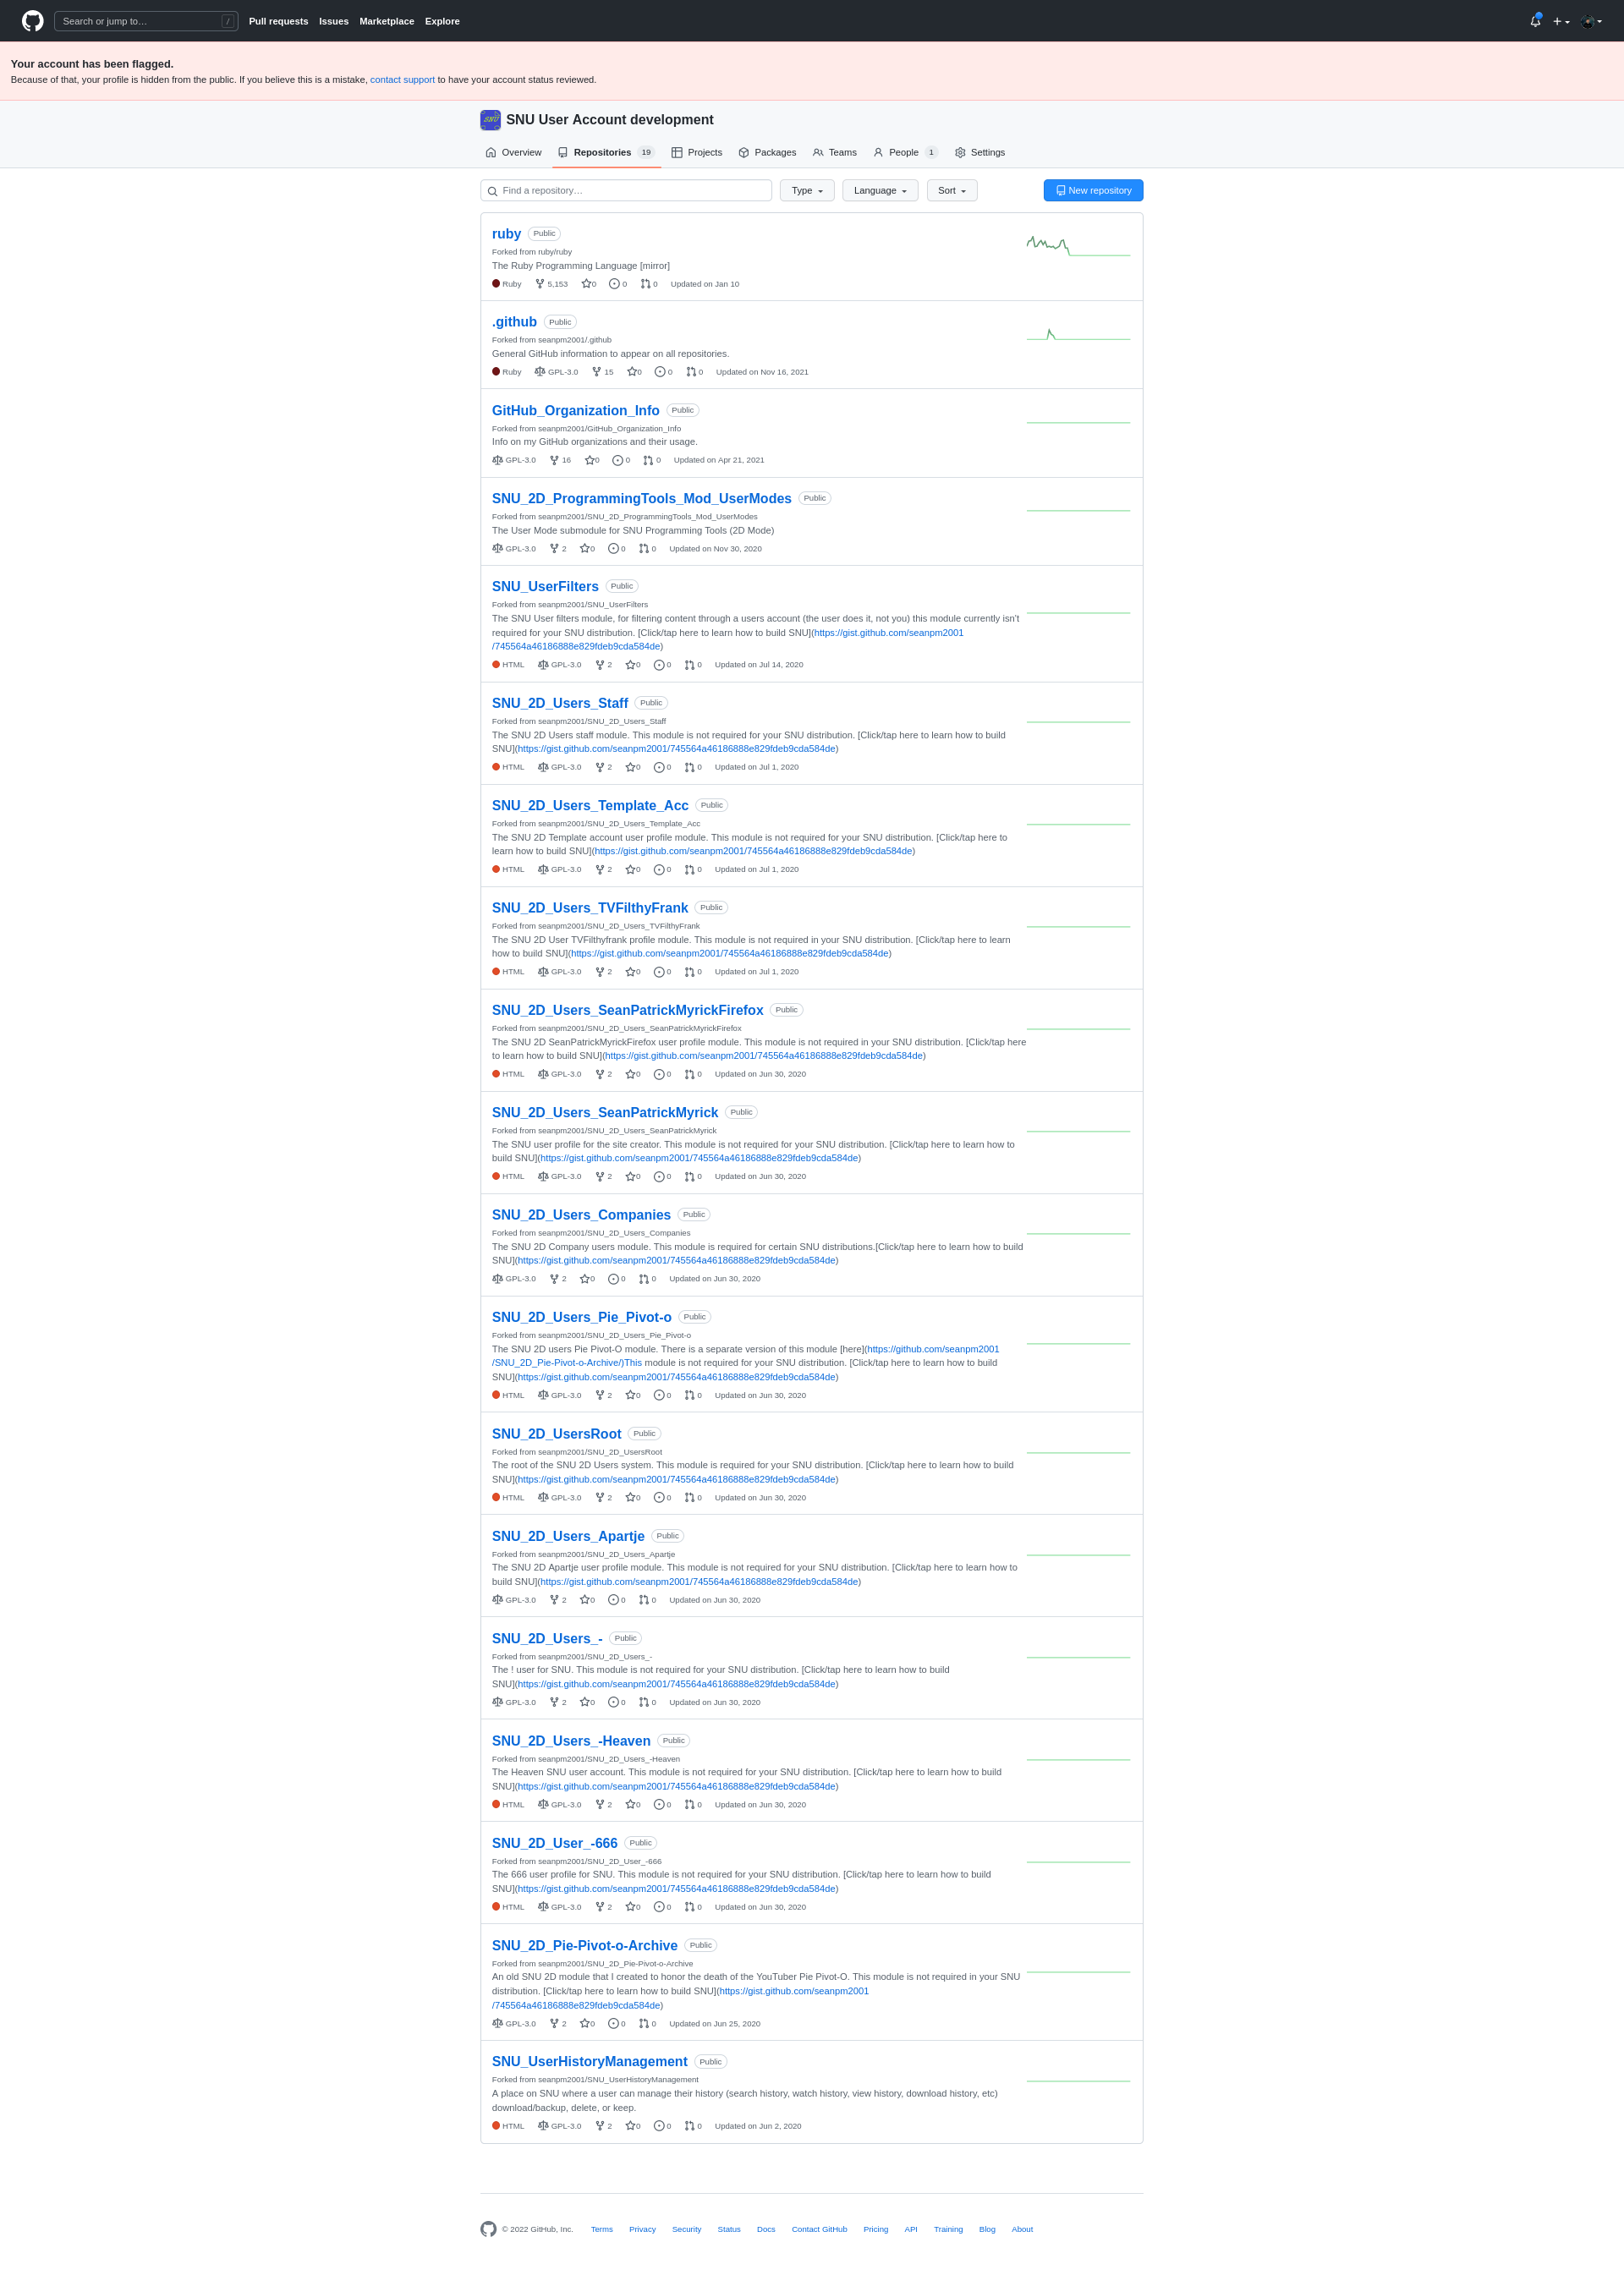 Search or jump to… /
Pull requests Issues Marketplace Explore
Your account has been flagged.
Because of that, your profile is hidden from the public. If you believe this is a mistake, contact support to have your account status reviewed.
SNU
SNU User Account development
Overview Repositories 19 Projects Packages Teams People 1 Settings
Find a repository… Type Language Sort New repository
ruby Public
Forked from ruby/ruby
The Ruby Programming Language [mirror]
Ruby 5,153 0 0 0 Updated on Jan 10
.github Public
Forked from seanpm2001/.github
General GitHub information to appear on all repositories.
Ruby GPL-3.0 15 0 0 0 Updated on Nov 16, 2021
GitHub_Organization_Info Public
Forked from seanpm2001/GitHub_Organization_Info
Info on my GitHub organizations and their usage.
GPL-3.0 16 0 0 0 Updated on Apr 21, 2021
SNU_2D_ProgrammingTools_Mod_UserModes Public
Forked from seanpm2001/SNU_2D_ProgrammingTools_Mod_UserModes
The User Mode submodule for SNU Programming Tools (2D Mode)
GPL-3.0 2 0 0 0 Updated on Nov 30, 2020
SNU_UserFilters Public
Forked from seanpm2001/SNU_UserFilters
The SNU User filters module, for filtering content through a users account (the user does it, not you) this module currently isn't
required for your SNU distribution. [Click/tap here to learn how to build SNU](https://gist.github.com/seanpm2001
/745564a46186888e829fdeb9cda584de)
HTML GPL-3.0 2 0 0 0 Updated on Jul 14, 2020
SNU_2D_Users_Staff Public
Forked from seanpm2001/SNU_2D_Users_Staff
The SNU 2D Users staff module. This module is not required for your SNU distribution. [Click/tap here to learn how to build
SNU](https://gist.github.com/seanpm2001/745564a46186888e829fdeb9cda584de)
HTML GPL-3.0 2 0 0 0 Updated on Jul 1, 2020
SNU_2D_Users_Template_Acc Public
Forked from seanpm2001/SNU_2D_Users_Template_Acc
The SNU 2D Template account user profile module. This module is not required for your SNU distribution. [Click/tap here to
learn how to build SNU](https://gist.github.com/seanpm2001/745564a46186888e829fdeb9cda584de)
HTML GPL-3.0 2 0 0 0 Updated on Jul 1, 2020
SNU_2D_Users_TVFilthyFrank Public
Forked from seanpm2001/SNU_2D_Users_TVFilthyFrank
The SNU 2D User TVFilthyfrank profile module. This module is not required in your SNU distribution. [Click/tap here to learn
how to build SNU](https://gist.github.com/seanpm2001/745564a46186888e829fdeb9cda584de)
HTML GPL-3.0 2 0 0 0 Updated on Jul 1, 2020
SNU_2D_Users_SeanPatrickMyrickFirefox Public
Forked from seanpm2001/SNU_2D_Users_SeanPatrickMyrickFirefox
The SNU 2D SeanPatrickMyrickFirefox user profile module. This module is not required in your SNU distribution. [Click/tap here
to learn how to build SNU](https://gist.github.com/seanpm2001/745564a46186888e829fdeb9cda584de)
HTML GPL-3.0 2 0 0 0 Updated on Jun 30, 2020
SNU_2D_Users_SeanPatrickMyrick Public
Forked from seanpm2001/SNU_2D_Users_SeanPatrickMyrick
The SNU user profile for the site creator. This module is not required for your SNU distribution. [Click/tap here to learn how to
build SNU](https://gist.github.com/seanpm2001/745564a46186888e829fdeb9cda584de)
HTML GPL-3.0 2 0 0 0 Updated on Jun 30, 2020
SNU_2D_Users_Companies Public
Forked from seanpm2001/SNU_2D_Users_Companies
The SNU 2D Company users module. This module is required for certain SNU distributions.[Click/tap here to learn how to build
SNU](https://gist.github.com/seanpm2001/745564a46186888e829fdeb9cda584de)
GPL-3.0 2 0 0 0 Updated on Jun 30, 2020
SNU_2D_Users_Pie_Pivot-o Public
Forked from seanpm2001/SNU_2D_Users_Pie_Pivot-o
The SNU 2D users Pie Pivot-O module. There is a separate version of this module [here](https://github.com/seanpm2001
/SNU_2D_Pie-Pivot-o-Archive/)This module is not required for your SNU distribution. [Click/tap here to learn how to build
SNU](https://gist.github.com/seanpm2001/745564a46186888e829fdeb9cda584de)
HTML GPL-3.0 2 0 0 0 Updated on Jun 30, 2020
SNU_2D_UsersRoot Public
Forked from seanpm2001/SNU_2D_UsersRoot
The root of the SNU 2D Users system. This module is required for your SNU distribution. [Click/tap here to learn how to build
SNU](https://gist.github.com/seanpm2001/745564a46186888e829fdeb9cda584de)
HTML GPL-3.0 2 0 0 0 Updated on Jun 30, 2020
SNU_2D_Users_Apartje Public
Forked from seanpm2001/SNU_2D_Users_Apartje
The SNU 2D Apartje user profile module. This module is not required for your SNU distribution. [Click/tap here to learn how to
build SNU](https://gist.github.com/seanpm2001/745564a46186888e829fdeb9cda584de)
GPL-3.0 2 0 0 0 Updated on Jun 30, 2020
SNU_2D_Users_- Public
Forked from seanpm2001/SNU_2D_Users_-
The ! user for SNU. This module is not required for your SNU distribution. [Click/tap here to learn how to build
SNU](https://gist.github.com/seanpm2001/745564a46186888e829fdeb9cda584de)
GPL-3.0 2 0 0 0 Updated on Jun 30, 2020
SNU_2D_Users_-Heaven Public
Forked from seanpm2001/SNU_2D_Users_-Heaven
The Heaven SNU user account. This module is not required for your SNU distribution. [Click/tap here to learn how to build
SNU](https://gist.github.com/seanpm2001/745564a46186888e829fdeb9cda584de)
HTML GPL-3.0 2 0 0 0 Updated on Jun 30, 2020
SNU_2D_User_-666 Public
Forked from seanpm2001/SNU_2D_User_-666
The 666 user profile for SNU. This module is not required for your SNU distribution. [Click/tap here to learn how to build
SNU](https://gist.github.com/seanpm2001/745564a46186888e829fdeb9cda584de)
HTML GPL-3.0 2 0 0 0 Updated on Jun 30, 2020
SNU_2D_Pie-Pivot-o-Archive Public
Forked from seanpm2001/SNU_2D_Pie-Pivot-o-Archive
An old SNU 2D module that I created to honor the death of the YouTuber Pie Pivot-O. This module is not required in your SNU
distribution. [Click/tap here to learn how to build SNU](https://gist.github.com/seanpm2001
/745564a46186888e829fdeb9cda584de)
GPL-3.0 2 0 0 0 Updated on Jun 25, 2020
SNU_UserHistoryManagement Public
Forked from seanpm2001/SNU_UserHistoryManagement
A place on SNU where a user can manage their history (search history, watch history, view history, download history, etc)
download/backup, delete, or keep.
HTML GPL-3.0 2 0 0 0 Updated on Jun 2, 2020
© 2022 GitHub, Inc. Terms Privacy Security Status Docs Contact GitHub Pricing API Training Blog About